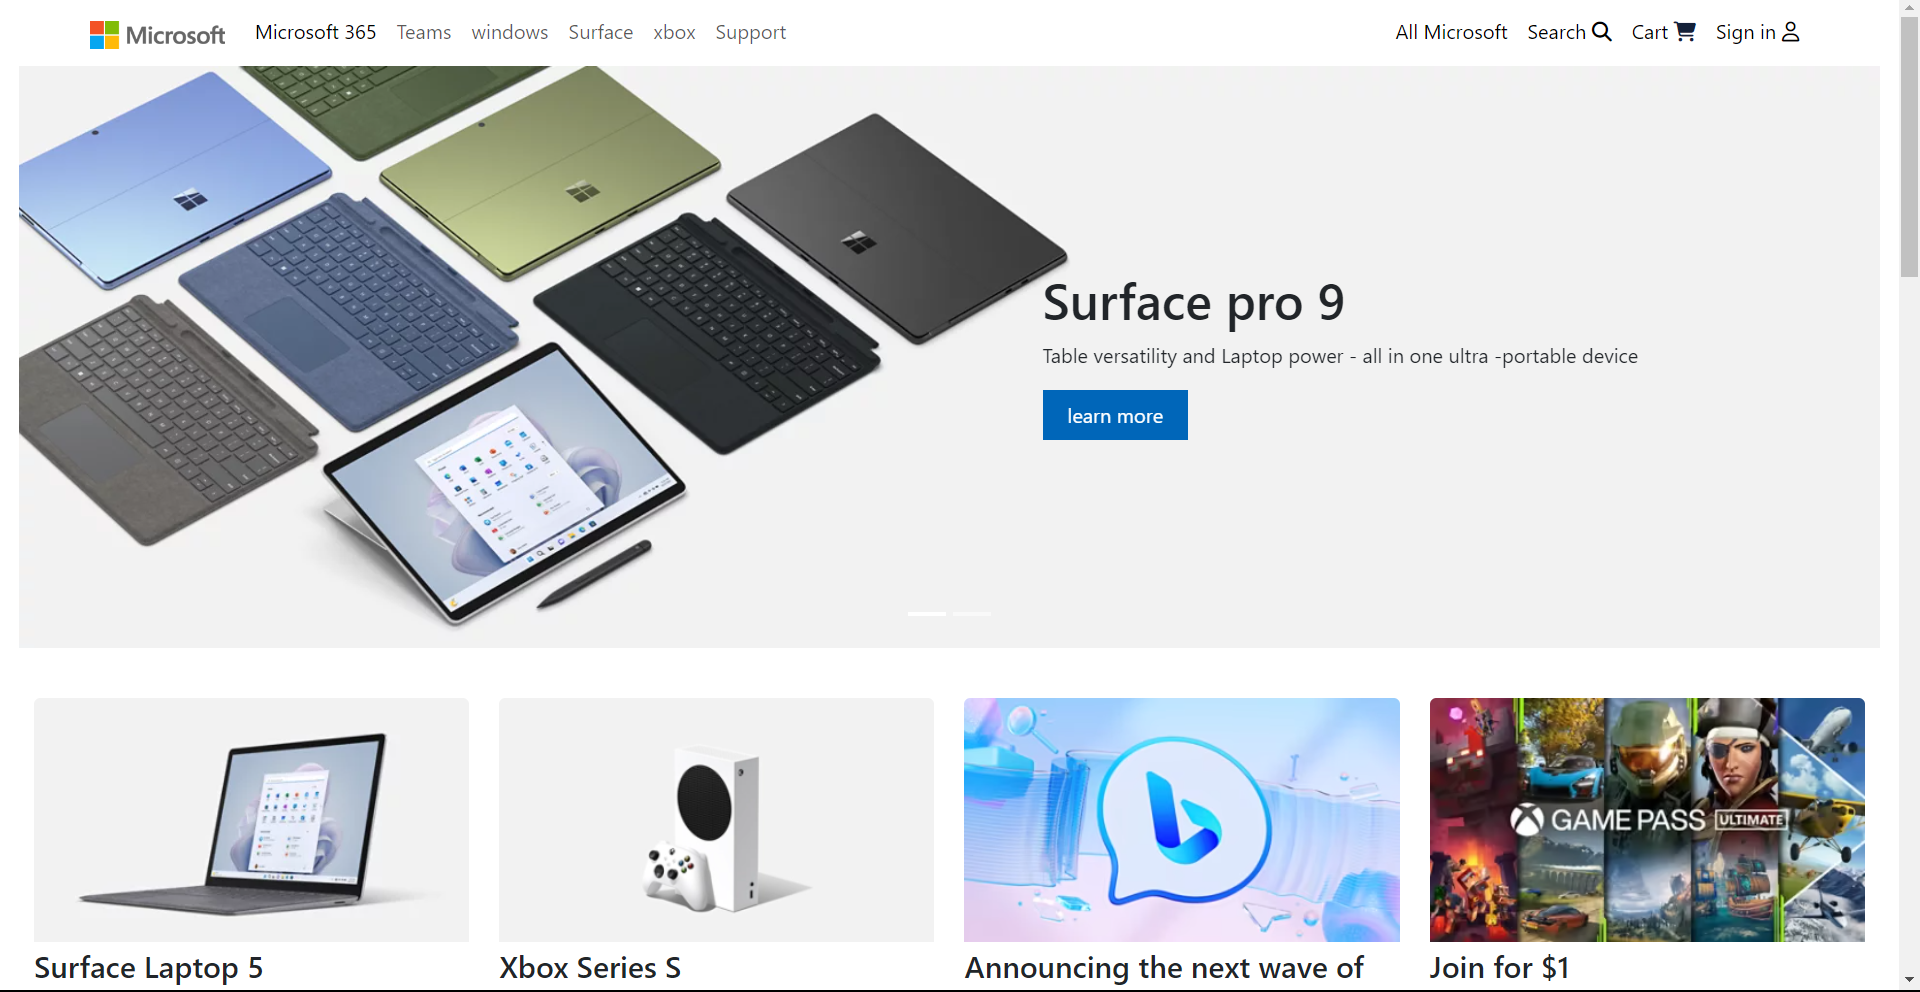 Microsoft Microsoft 365 Teams windows Surface xbox Support All Microsoft Search Cart Sign in
Surface pro 9
Table versatility and Laptop power - all in one ultra -portable device
learn more
GAME PASS ULTIMATE
Surface Laptop 5
Xbox Series S
Announcing the next wave of
Join for $1